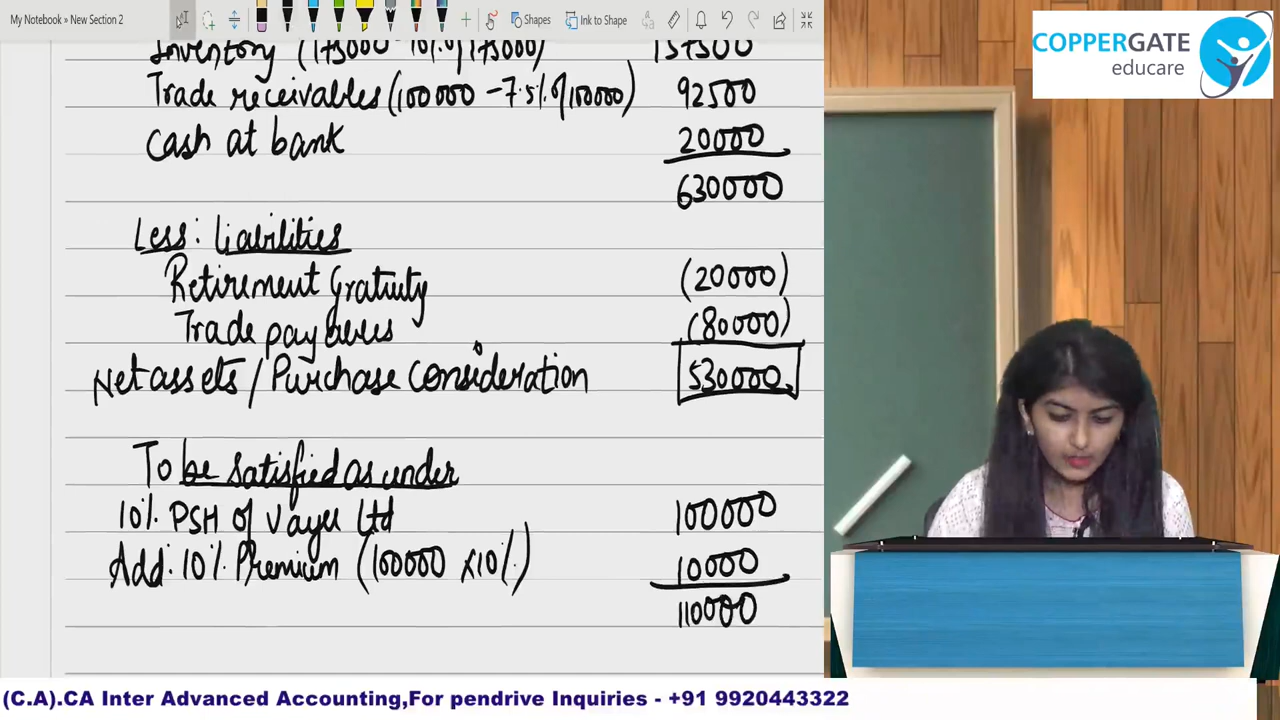 My Notebook » New Section 2
Shapes
Ink to Shape
COPPERGATE
educare
Inventory (175000 - 10% of 175000) 157500
Trade receivables (100000 - 7.5% of 100000) 92500
Cash at bank 20000
630000
Less: Liabilities
Retirement Gratuity (20000)
Trade payables (80000)
Net assets / Purchase Consideration 530000
To be satisfied as under
10% PSH of Vayu Ltd 100000
Add: 10% Premium (100000 x 10%) 10000
110000
(C.A).CA Inter Advanced Accounting,For pendrive Inquiries - +91 9920443322